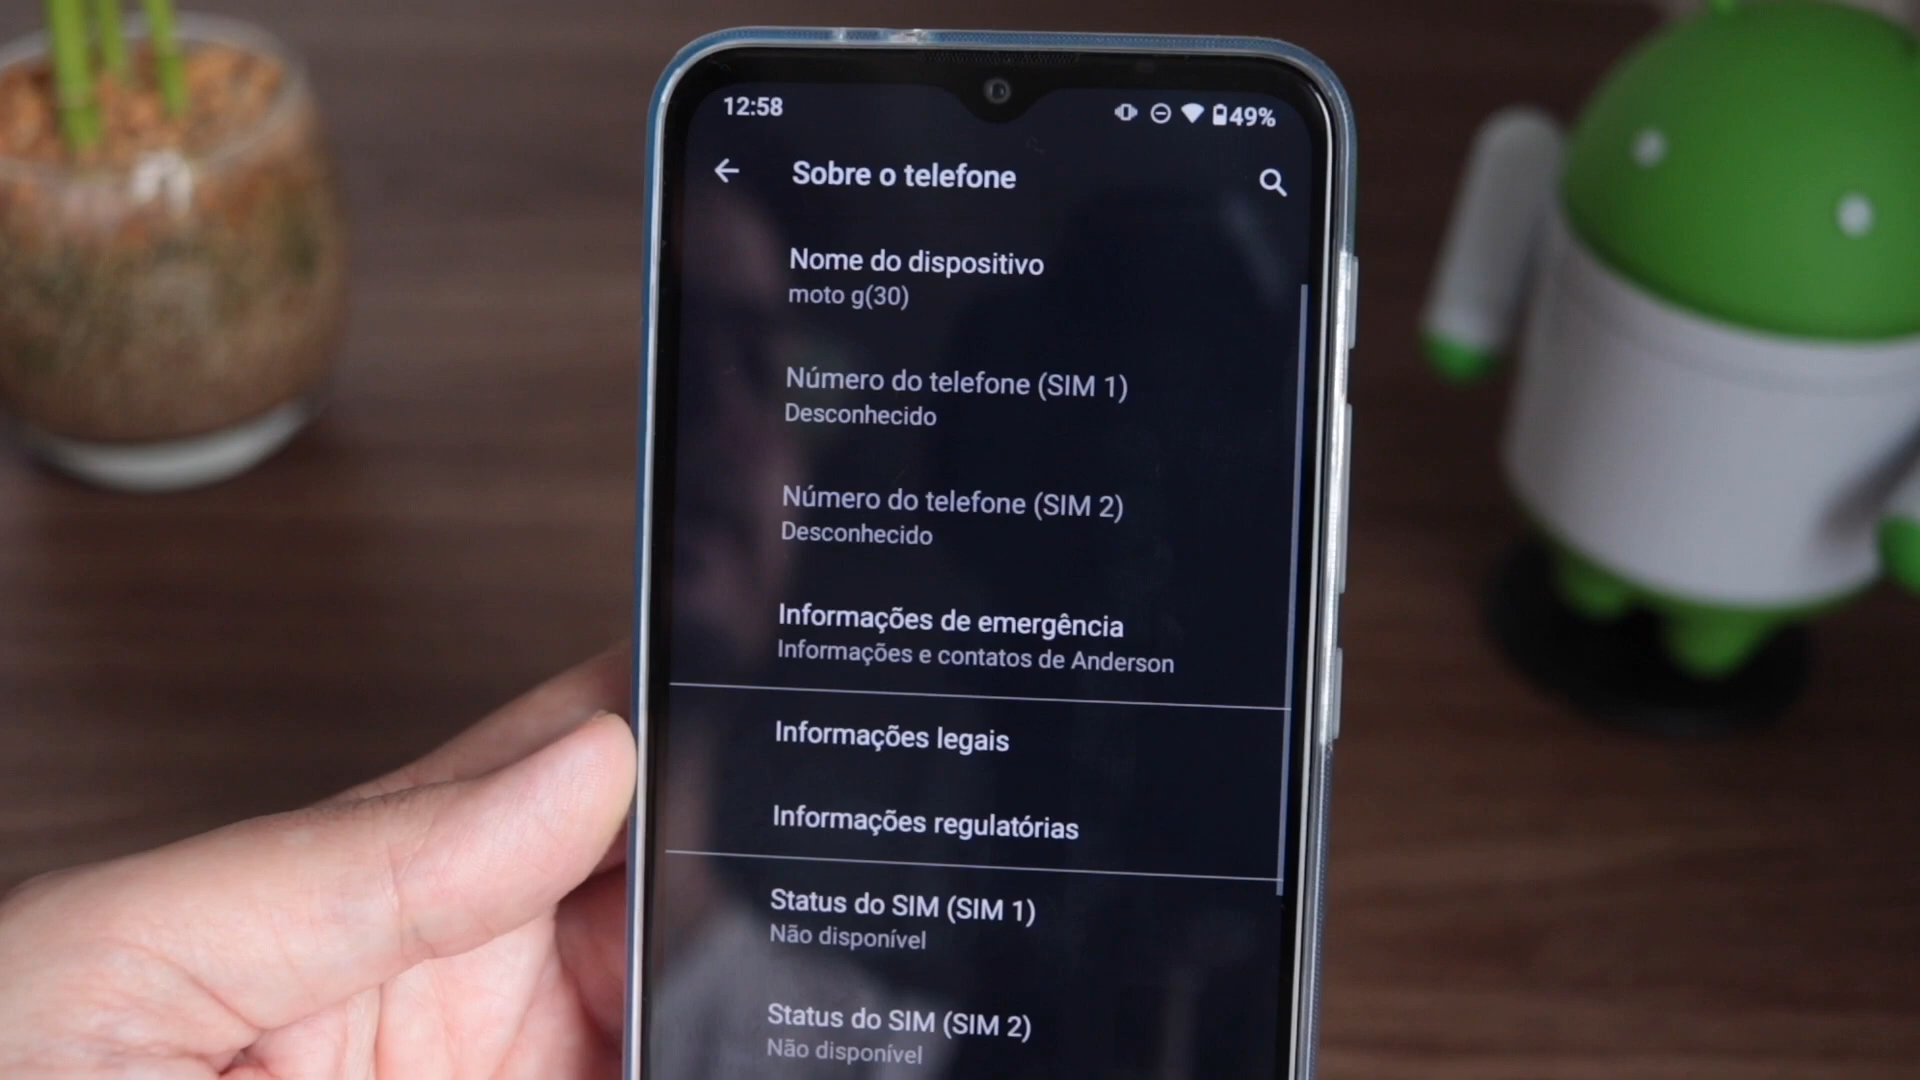 12:58
49%
Sobre o telefone
Nome do dispositivo
moto g(30)
Número do telefone (SIM 1)
Desconhecido
Número do telefone (SIM 2)
Desconhecido
Informações de emergência
Informações e contatos de Anderson
Informações legais
Informações regulatórias
Status do SIM (SIM 1)
Não disponível
Status do SIM (SIM 2)
Não disponível